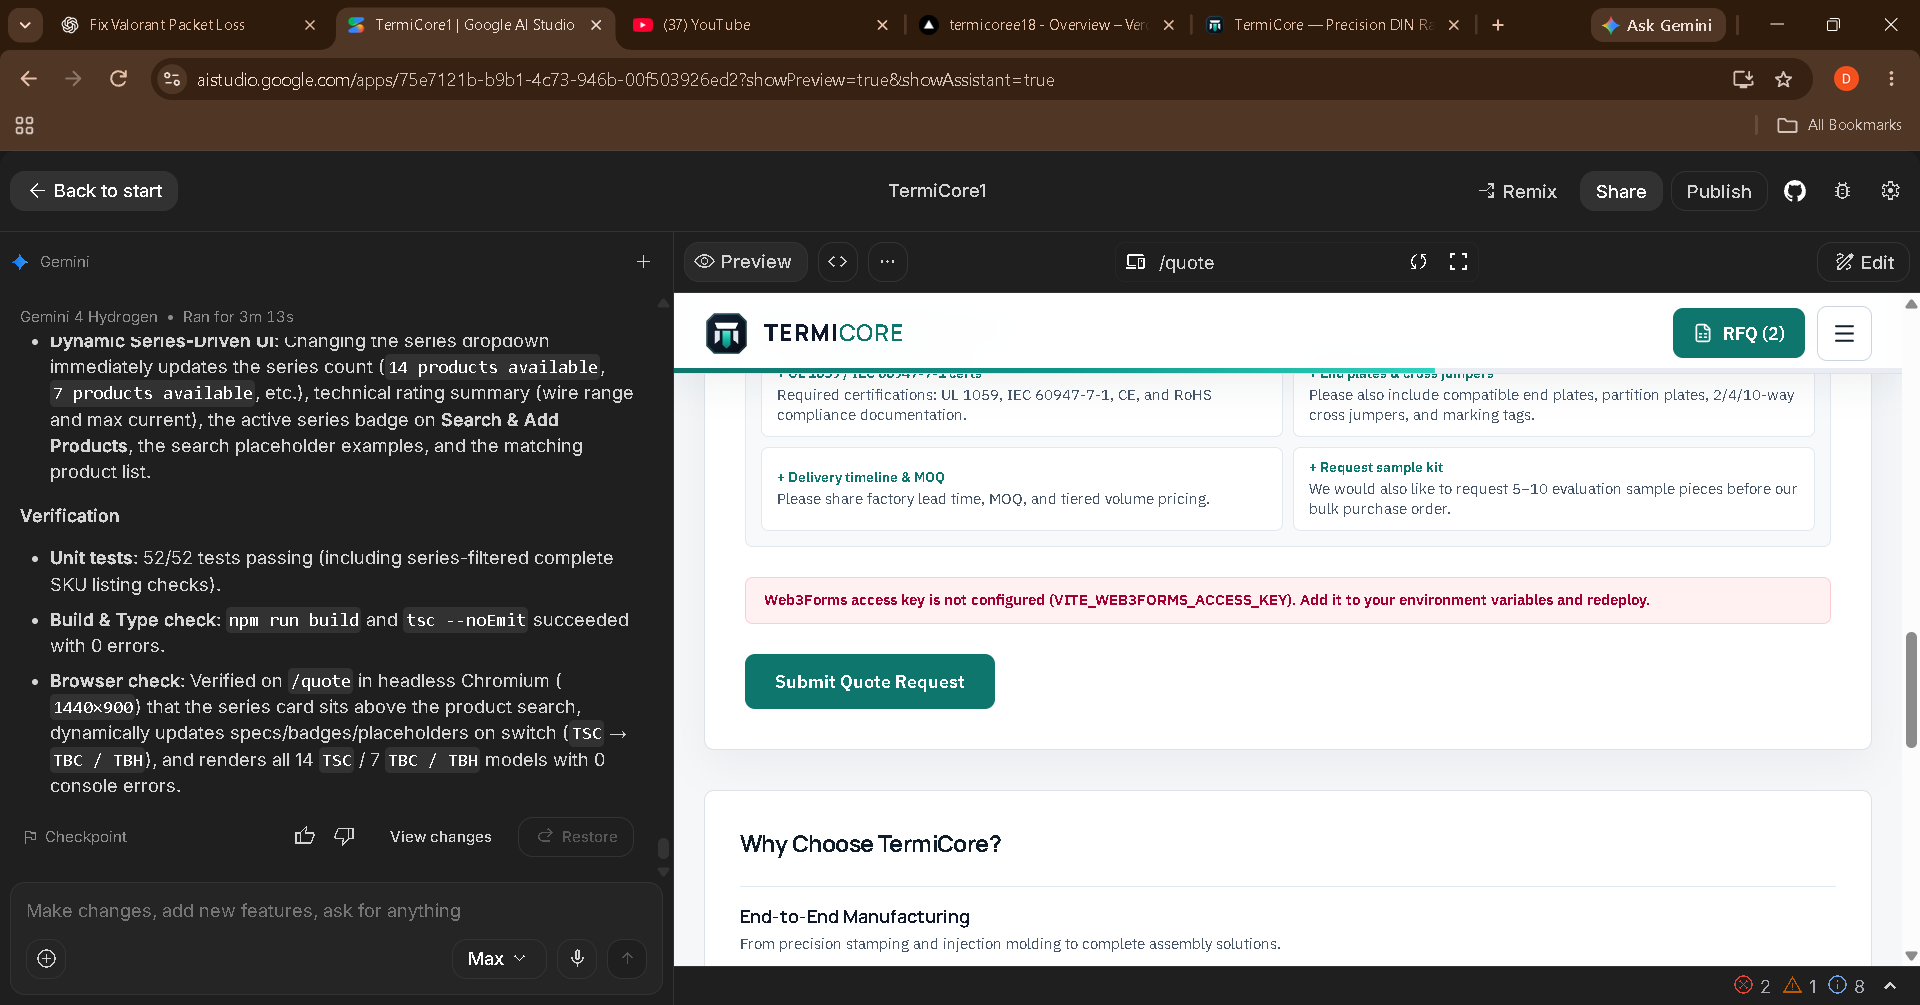 Fix Valorant Packet Loss
TermiCore1 | Google AI Studio
(37) YouTube
termicoree18 - Overview – Ver
TermiCore — Precision DIN Ra
Ask Gemini
aistudio.google.com/apps/75e7121b-b9b1-4c73-946b-00f503926ed2?showPreview=true&showAssistant=true
D
All Bookmarks
Back to start
TermiCore1
Remix
Share
Publish
Gemini
Gemini 4 Hydrogen • Ran for 3m 13s
• Dynamic Series-Driven UI: Changing the series dropdown
immediately updates the series count (14 products available,
7 products available, etc.), technical rating summary (wire range
and max current), the active series badge on Search & Add
Products, the search placeholder examples, and the matching
product list.
Verification
• Unit tests: 52/52 tests passing (including series-filtered complete
SKU listing checks).
• Build & Type check: npm run build and tsc --noEmit succeeded
with 0 errors.
• Browser check: Verified on /quote in headless Chromium (
1440×900) that the series card sits above the product search,
dynamically updates specs/badges/placeholders on switch (TSC →
TBC / TBH), and renders all 14 TSC / 7 TBC / TBH models with 0
console errors.
Checkpoint
View changes
Restore
Make changes, add new features, ask for anything
Max
Preview
/quote
Edit
TERMICORE
RFQ (2)
+ UL 1059 / IEC 60947-7-1 certs
Required certifications: UL 1059, IEC 60947-7-1, CE, and RoHS
compliance documentation.
+ End plates & cross jumpers
Please also include compatible end plates, partition plates, 2/4/10-way
cross jumpers, and marking tags.
+ Delivery timeline & MOQ
Please share factory lead time, MOQ, and tiered volume pricing.
+ Request sample kit
We would also like to request 5–10 evaluation sample pieces before our
bulk purchase order.
Web3Forms access key is not configured (VITE_WEB3FORMS_ACCESS_KEY). Add it to your environment variables and redeploy.
Submit Quote Request
Why Choose TermiCore?
End-to-End Manufacturing
From precision stamping and injection molding to complete assembly solutions.
2
1
8